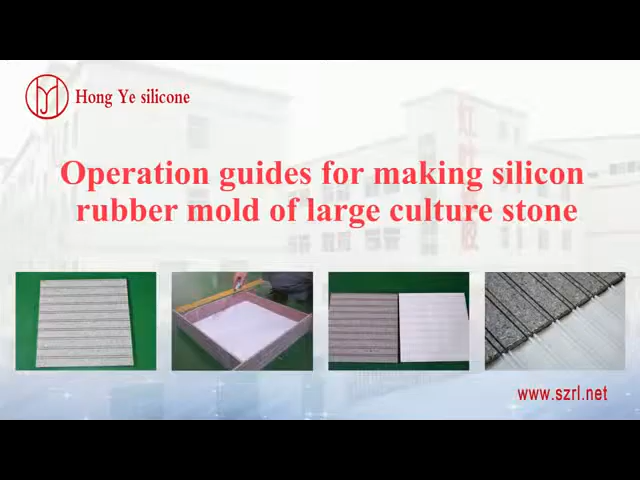 Hong Ye silicone
Operation guides for making silicon
rubber mold of large culture stone
www.szrl.net